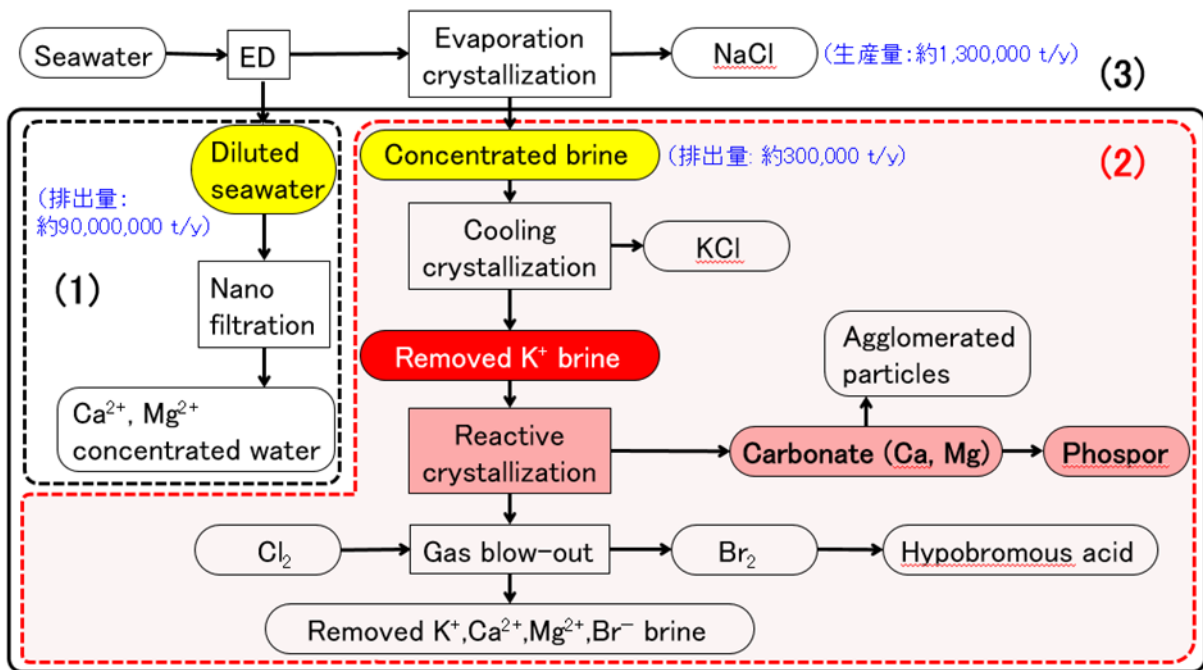 Seawater
ED
Evaporation
crystallization
NaCl
(生産量:約1,300,000 t/y)
(3)
Diluted
seawater
(排出量:
約90,000,000 t/y)
(1)
Nano
filtration
Ca²⁺, Mg²⁺
concentrated water
Concentrated brine
(排出量: 約300,000 t/y)
(2)
Cooling
crystallization
KCl
Removed K⁺ brine
Agglomerated
particles
Reactive
crystallization
Carbonate (Ca, Mg)
Phospor
Cl₂
Gas blow-out
Br₂
Hypobromous acid
Removed K⁺,Ca²⁺,Mg²⁺,Br⁻ brine